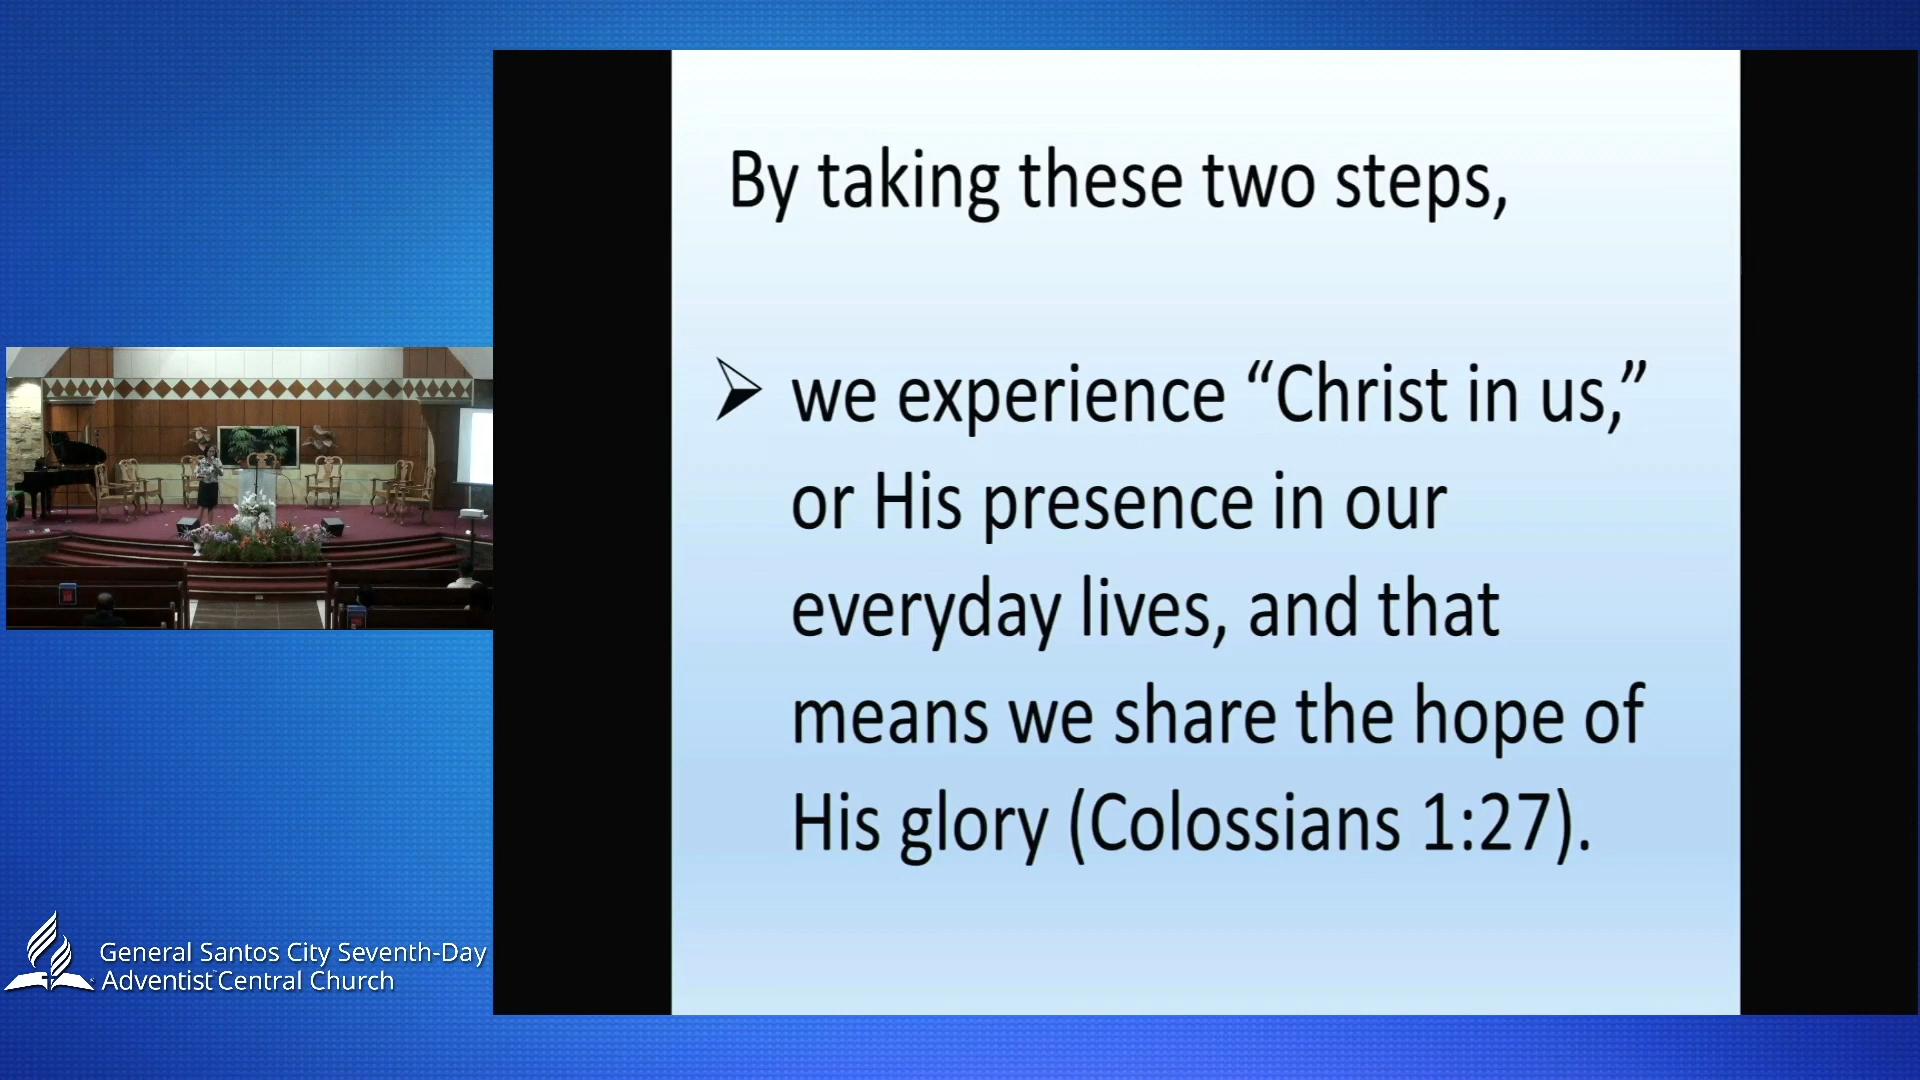 By taking these two steps,
➢ we experience “Christ in us,”
or His presence in our
everyday lives, and that
means we share the hope of
His glory (Colossians 1:27).
General Santos City Seventh-Day
Adventist Central Church